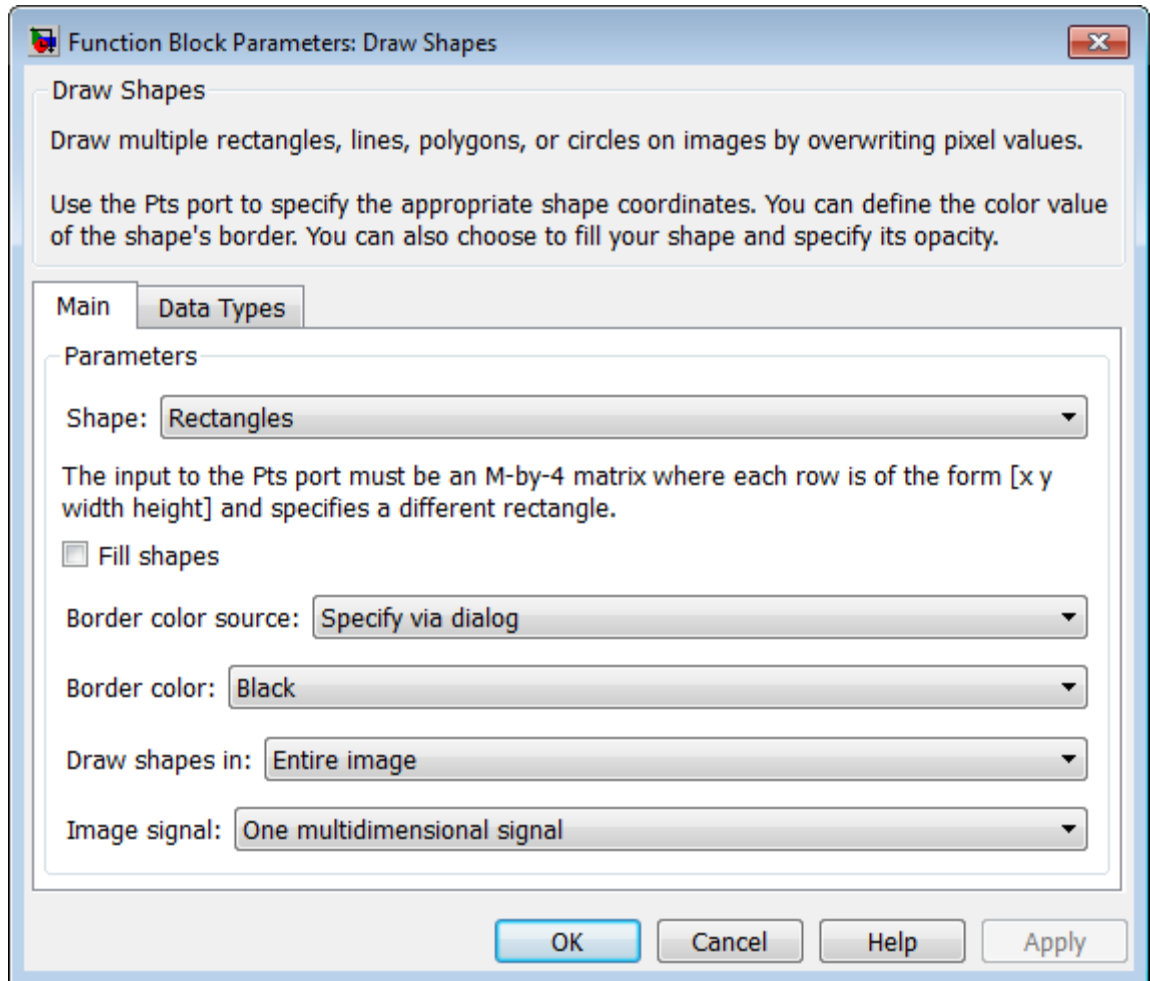 Function Block Parameters: Draw Shapes
Draw Shapes
Draw multiple rectangles, lines, polygons, or circles on images by overwriting pixel values.
Use the Pts port to specify the appropriate shape coordinates. You can define the color value
of the shape's border. You can also choose to fill your shape and specify its opacity.
Main Data Types
Parameters
Shape: Rectangles
The input to the Pts port must be an M-by-4 matrix where each row is of the form [x y
width height] and specifies a different rectangle.
Fill shapes
Border color source: Specify via dialog
Border color: Black
Draw shapes in: Entire image
Image signal: One multidimensional signal
OK Cancel Help Apply